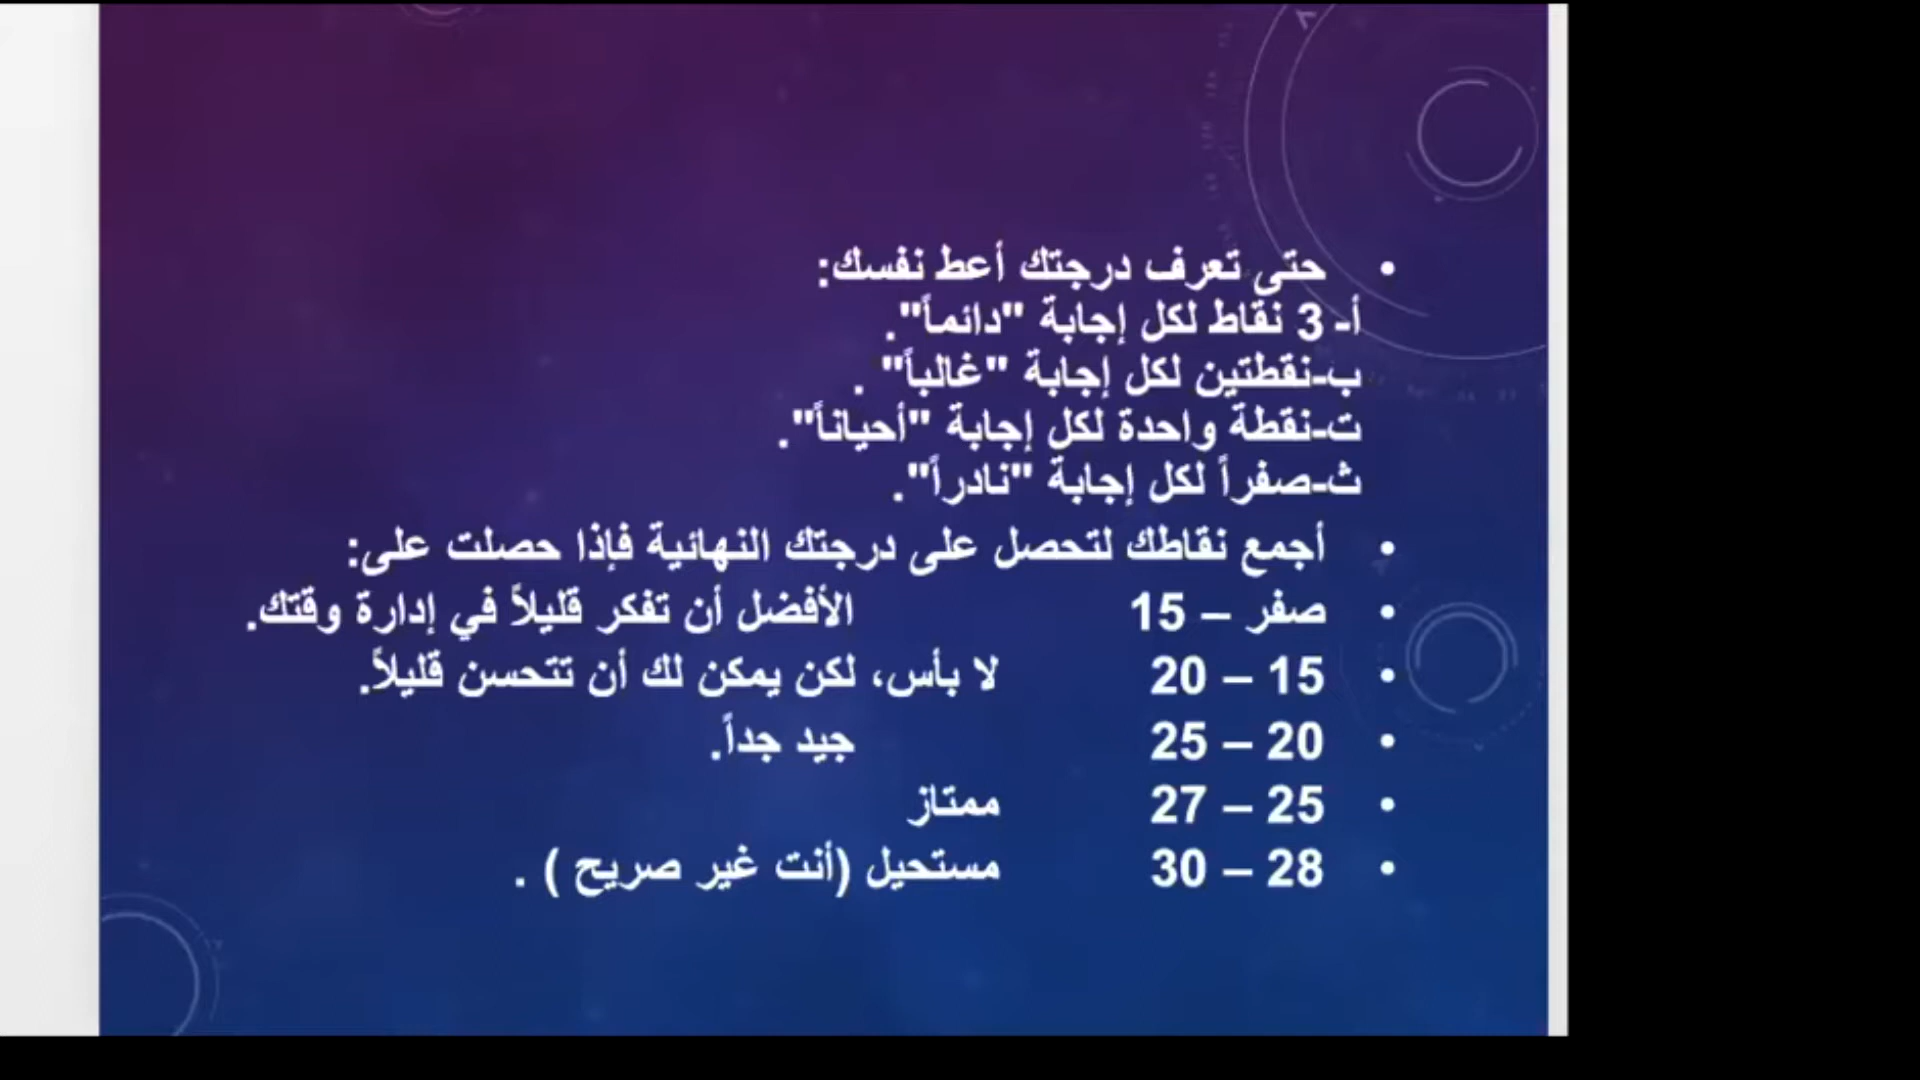 • حتى تعرف درجتك أعط نفسك:
أ- 3 نقاط لكل إجابة "دائماً".
ب-نقطتين لكل إجابة "غالباً" .
ت-نقطة واحدة لكل إجابة "أحياناً".
ث-صفراً لكل إجابة "نادراً".
• أجمع نقاطك لتحصل على درجتك النهائية فإذا حصلت على:
• صفر – 15 الأفضل أن تفكر قليلاً في إدارة وقتك.
• 15 – 20 لا بأس، لكن يمكن لك أن تتحسن قليلاً.
• 20 – 25 جيد جداً.
• 25 – 27 ممتاز
• 28 – 30 مستحيل (أنت غير صريح ) .